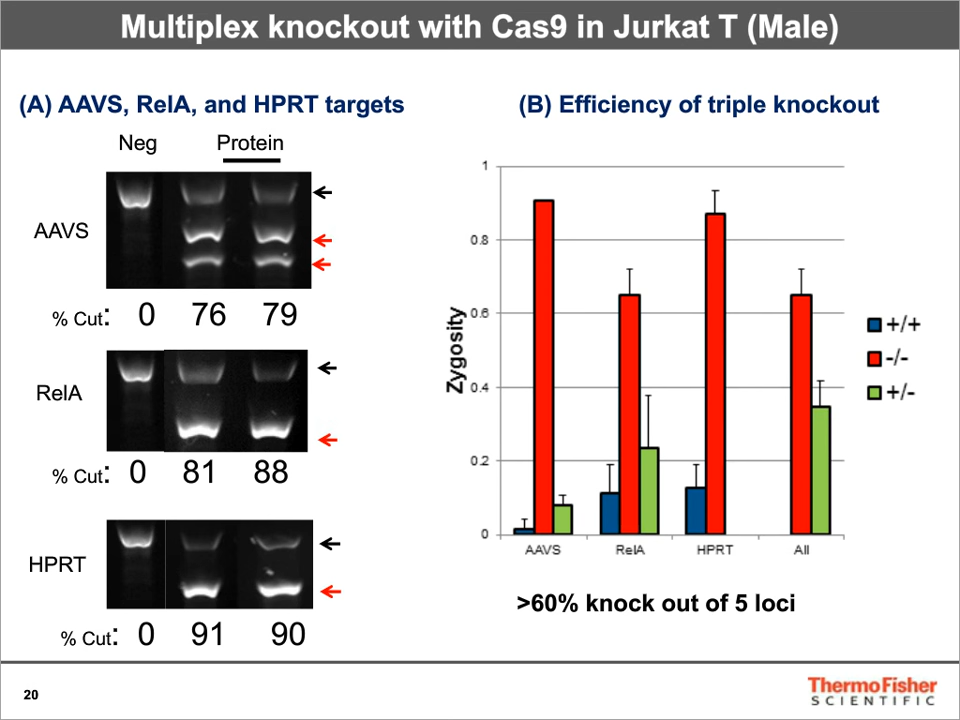 Multiplex knockout with Cas9 in Jurkat T (Male)
(A) AAVS, RelA, and HPRT targets
Neg Protein
AAVS
% Cut: 0 76 79
RelA
% Cut: 0 81 88
HPRT
% Cut: 0 91 90
(B) Efficiency of triple knockout
Zygosity
1
0.8
0.6
0.4
0.2
0
AAVS RelA HPRT All
+/+
-/-
+/-
>60% knock out of 5 loci
20
ThermoFisher
SCIENTIFIC